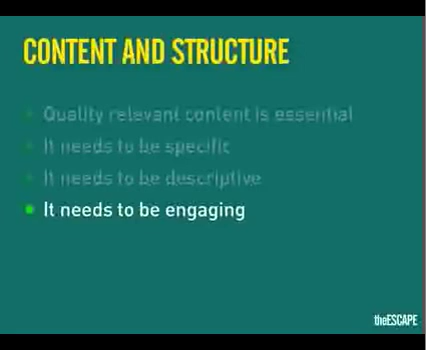 CONTENT AND STRUCTURE
Quality relevant content is essential
It needs to be specific
It needs to be descriptive
It needs to be engaging
theESCAPE